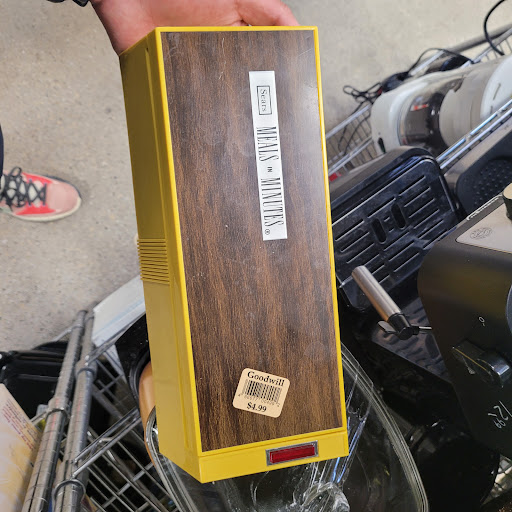 Sears
MEALS IN MINUTES®
Goodwill
$4.99